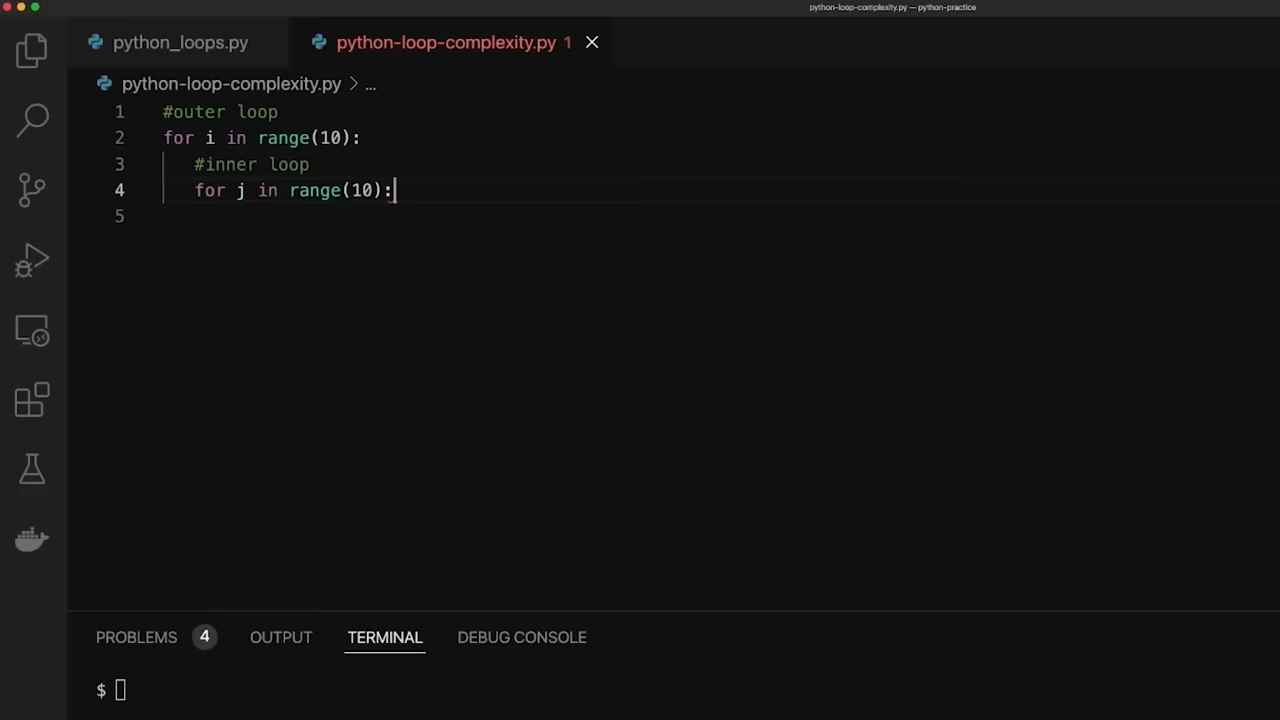 python-loop-complexity.py — python-practice
python_loops.py
python-loop-complexity.py 1
python-loop-complexity.py > ...
1 #outer loop
2 for i in range(10):
3 #inner loop
4 for j in range(10):
5
PROBLEMS 4 OUTPUT TERMINAL DEBUG CONSOLE
$